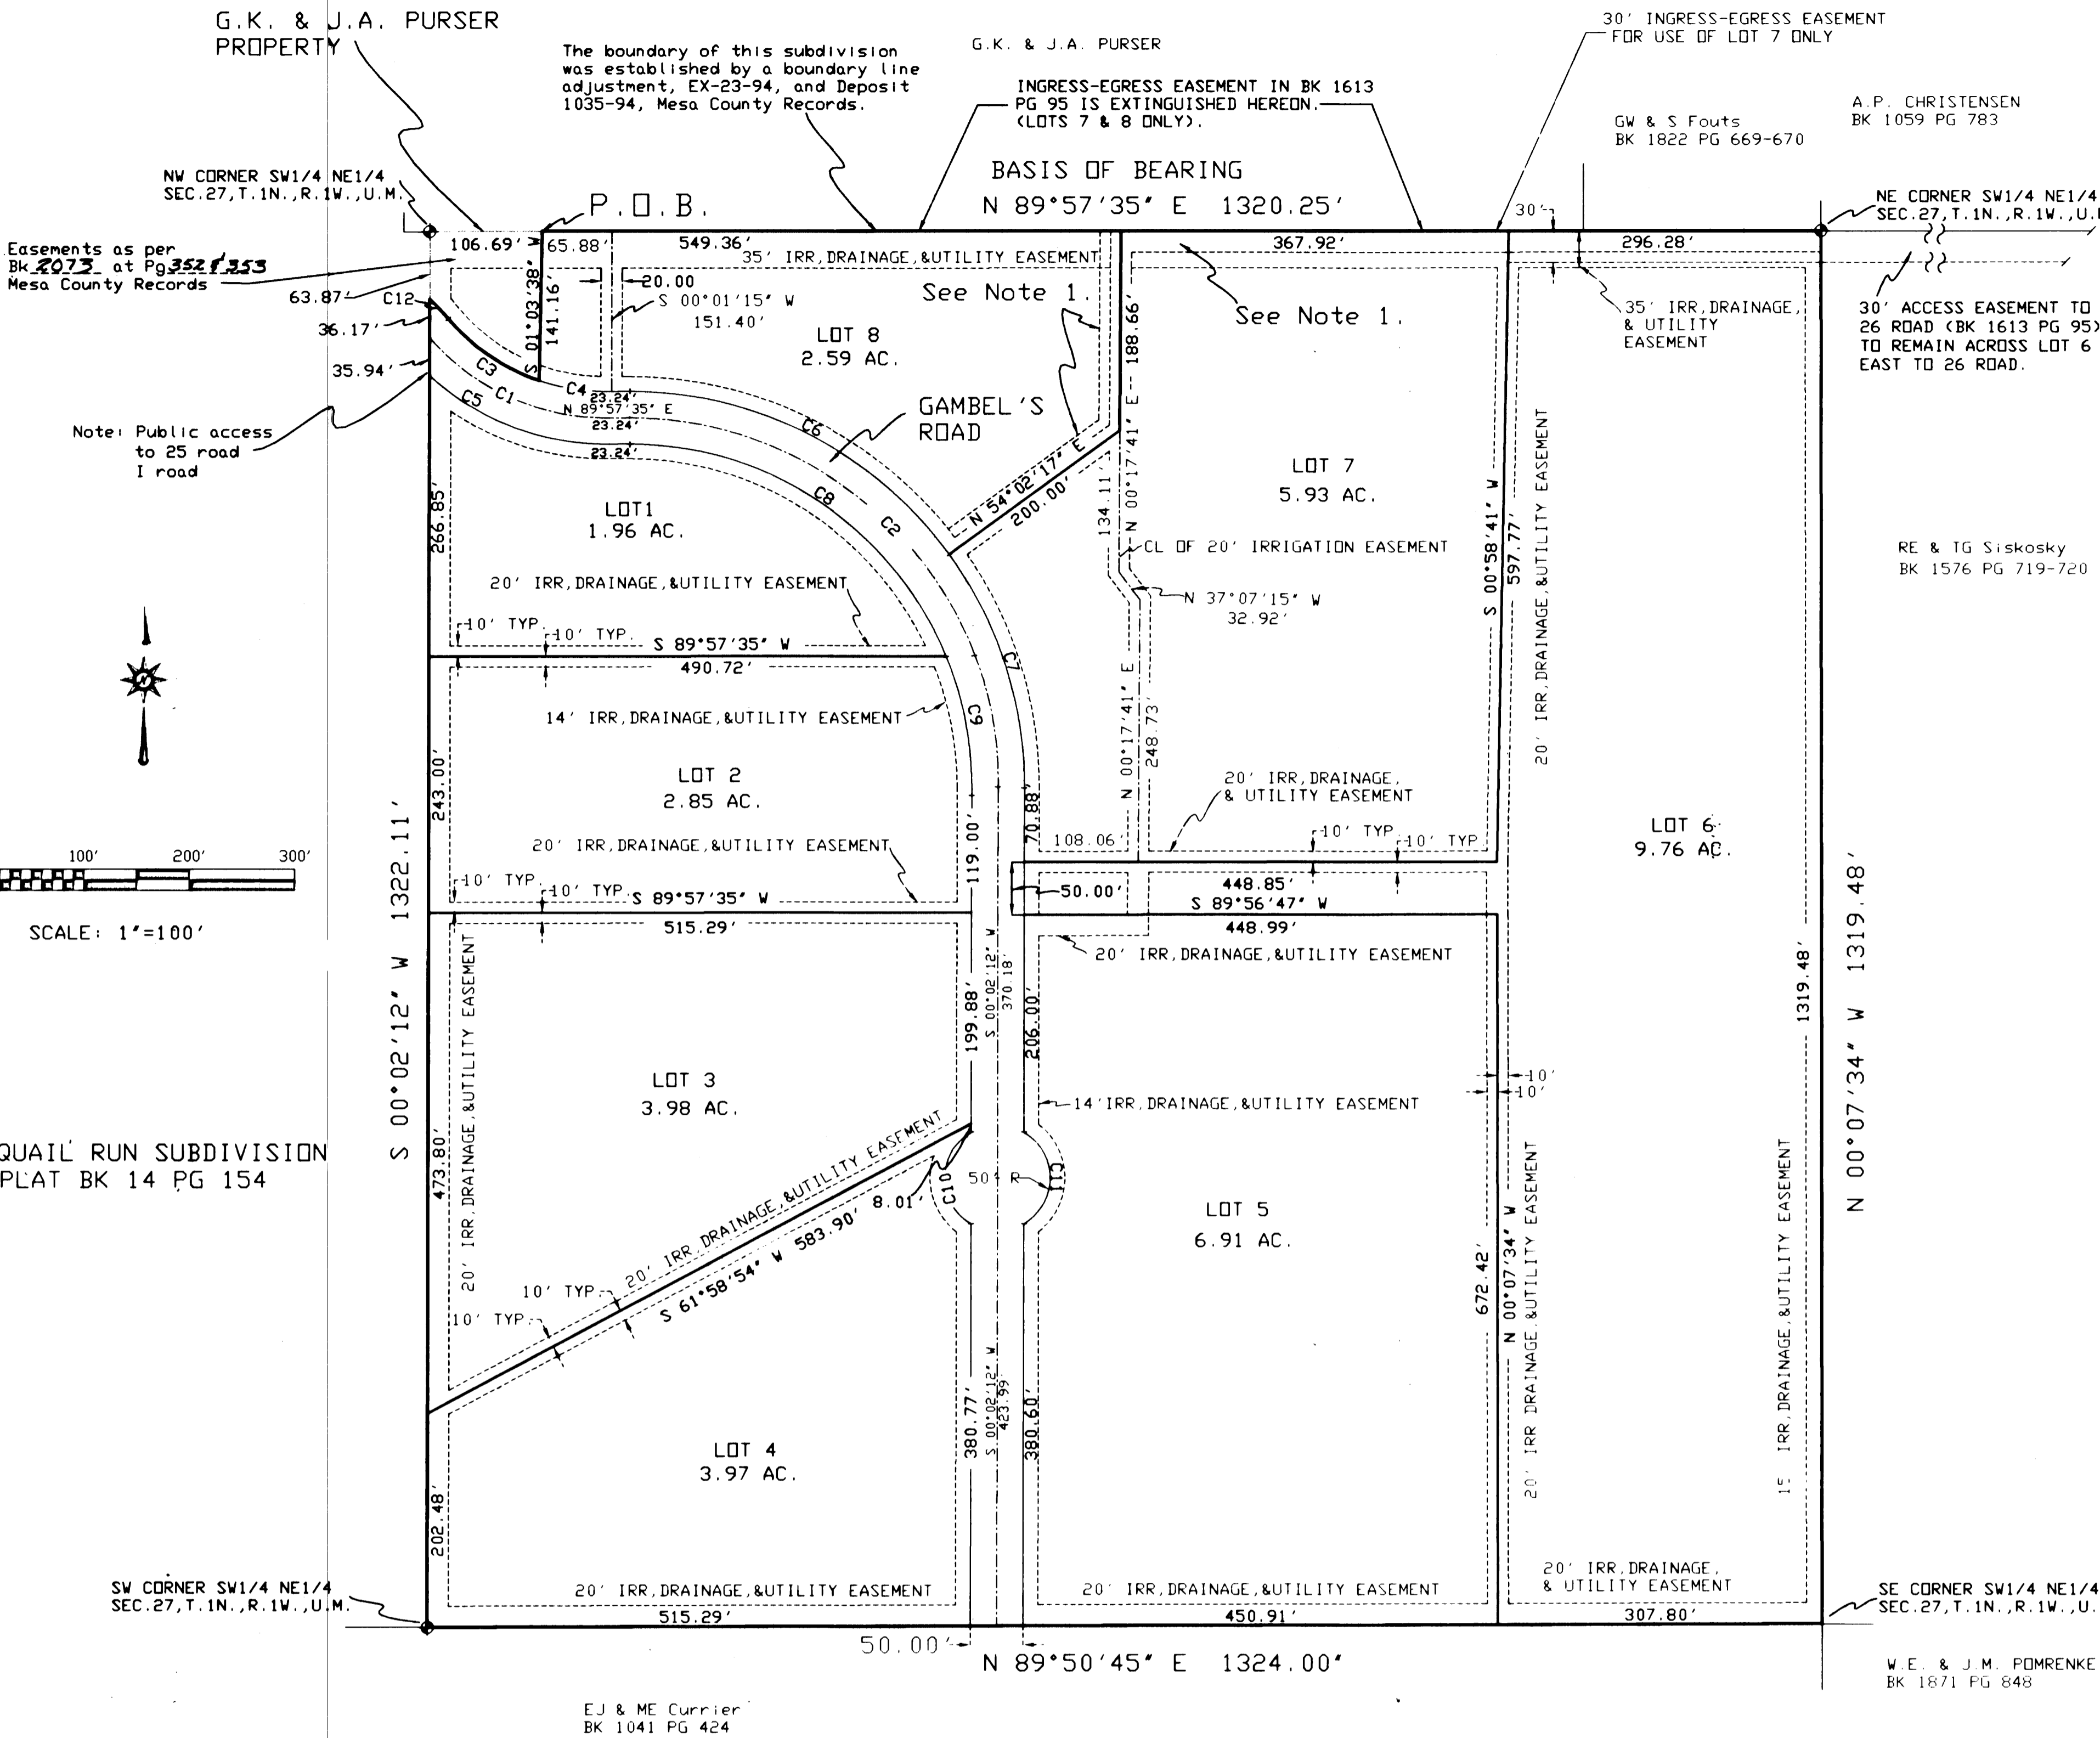 G.K. & J.A. PURSER
PROPERTY
The boundary of this subdivision
was established by a boundary line
adjustment, EX-23-94, and Deposit
1035-94, Mesa County Records.
G.K. & J.A. PURSER
INGRESS-EGRESS EASEMENT IN BK 1613
PG 95 IS EXTINGUISHED HEREON.
(LOTS 7 & 8 ONLY).
30' INGRESS-EGRESS EASEMENT
FOR USE OF LOT 7 ONLY
GW & S Fouts
BK 1822 PG 669-670
A.P. CHRISTENSEN
BK 1059 PG 783
NW CORNER SW1/4 NE1/4
SEC.27,T.1N.,R.1W.,U.M.
P.O.B.
BASIS OF BEARING
N 89°57'35" E 1320.25'
NE CORNER SW1/4 NE1/4
SEC.27,T.1N.,R.1W.,U.
30'
Easements as per
Bk 2073 at Pg 352 & 353
Mesa County Records
106.69'
65.88'
549.36'
367.92'
296.28'
35' IRR,DRAINAGE,&UTILITY EASEMENT
63.87'
C12
36.17'
35.94'
S 01°03'38" W
141.16'
20.00
S 00°01'15" W
151.40'
See Note 1.
See Note 1.
LOT 8
2.59 AC.
188.66'
35' IRR,DRAINAGE,
& UTILITY
EASEMENT
30' ACCESS EASEMENT TO
26 ROAD (BK 1613 PG 95)
TO REMAIN ACROSS LOT 6
EAST TO 26 ROAD.
C3
C1
C5
C4
23.24'
N 89°57'35" E
23.24'
23.24'
C6
GAMBEL'S
ROAD
Note: Public access
to 25 road
I road
N 54°02'17" E
200.00'
N 00°17'41" E
134.11'
LOT 7
5.93 AC.
S 00°58'41" W
597.77'
20' IRR,DRAINAGE,&UTILITY EASEMENT
266.85'
LOT1
1.96 AC.
C8
C2
CL OF 20' IRRIGATION EASEMENT
RE & TG Siskosky
BK 1576 PG 719-720
20' IRR,DRAINAGE,&UTILITY EASEMENT
N 37°07'15" W
32.92'
10' TYP.
10' TYP.
S 89°57'35" W
490.72'
C7
N 00°17'41" E
248.73'
14' IRR,DRAINAGE,&UTILITY EASEMENT
C9
243.00'
LOT 2
2.85 AC.
20' IRR,DRAINAGE,
& UTILITY EASEMENT
70.88'
119.00'
20' IRR,DRAINAGE,&UTILITY EASEMENT
108.06'
10' TYP.
10' TYP.
LOT 6
9.76 AC.
100'
200'
300'
SCALE: 1"=100'
S 00°02'12" W 1322.11'
10' TYP.
10' TYP.
S 89°57'35" W
515.29'
50.00'
448.85'
S 89°56'47" W
448.99'
20' IRR,DRAINAGE,&UTILITY EASEMENT
N 00°07'34" W 1319.48'
1319.48'
20' IRR,DRAINAGE,&UTILITY EASEMENT
199.88'
S 00°02'12" W
370.18'
206.00'
LOT 3
3.98 AC.
10'
10'
14'IRR,DRAINAGE,&UTILITY EASEMENT
QUAIL RUN SUBDIVISION
PLAT BK 14 PG 154
473.80'
20' IRR,DRAINAGE,&UTILITY EASEMENT
S 61°58'54" W 583.90'
8.01'
C10
50' R
C11
LOT 5
6.91 AC.
10' TYP.
10' TYP.
672.42'
N 00°07'34" W
20' IRR DRAINAGE,&UTILITY EASEMENT
IRR,DRAINAGE,&UTILITY EASEMENT
LOT 4
3.97 AC.
380.77'
S 00°02'12" W
423.99'
380.60'
202.48'
SW CORNER SW1/4 NE1/4
SEC.27,T.1N.,R.1W.,U.M.
20' IRR,DRAINAGE,&UTILITY EASEMENT
515.29'
20' IRR,DRAINAGE,&UTILITY EASEMENT
450.91'
20' IRR,DRAINAGE,
& UTILITY EASEMENT
307.80'
SE CORNER SW1/4 NE1/4
SEC.27,T.1N.,R.1W.,U.
50.00'
N 89°50'45" E 1324.00"
W.E. & J.M. POMRENKE
BK 1871 PG 848
EJ & ME Currier
BK 1041 PG 424